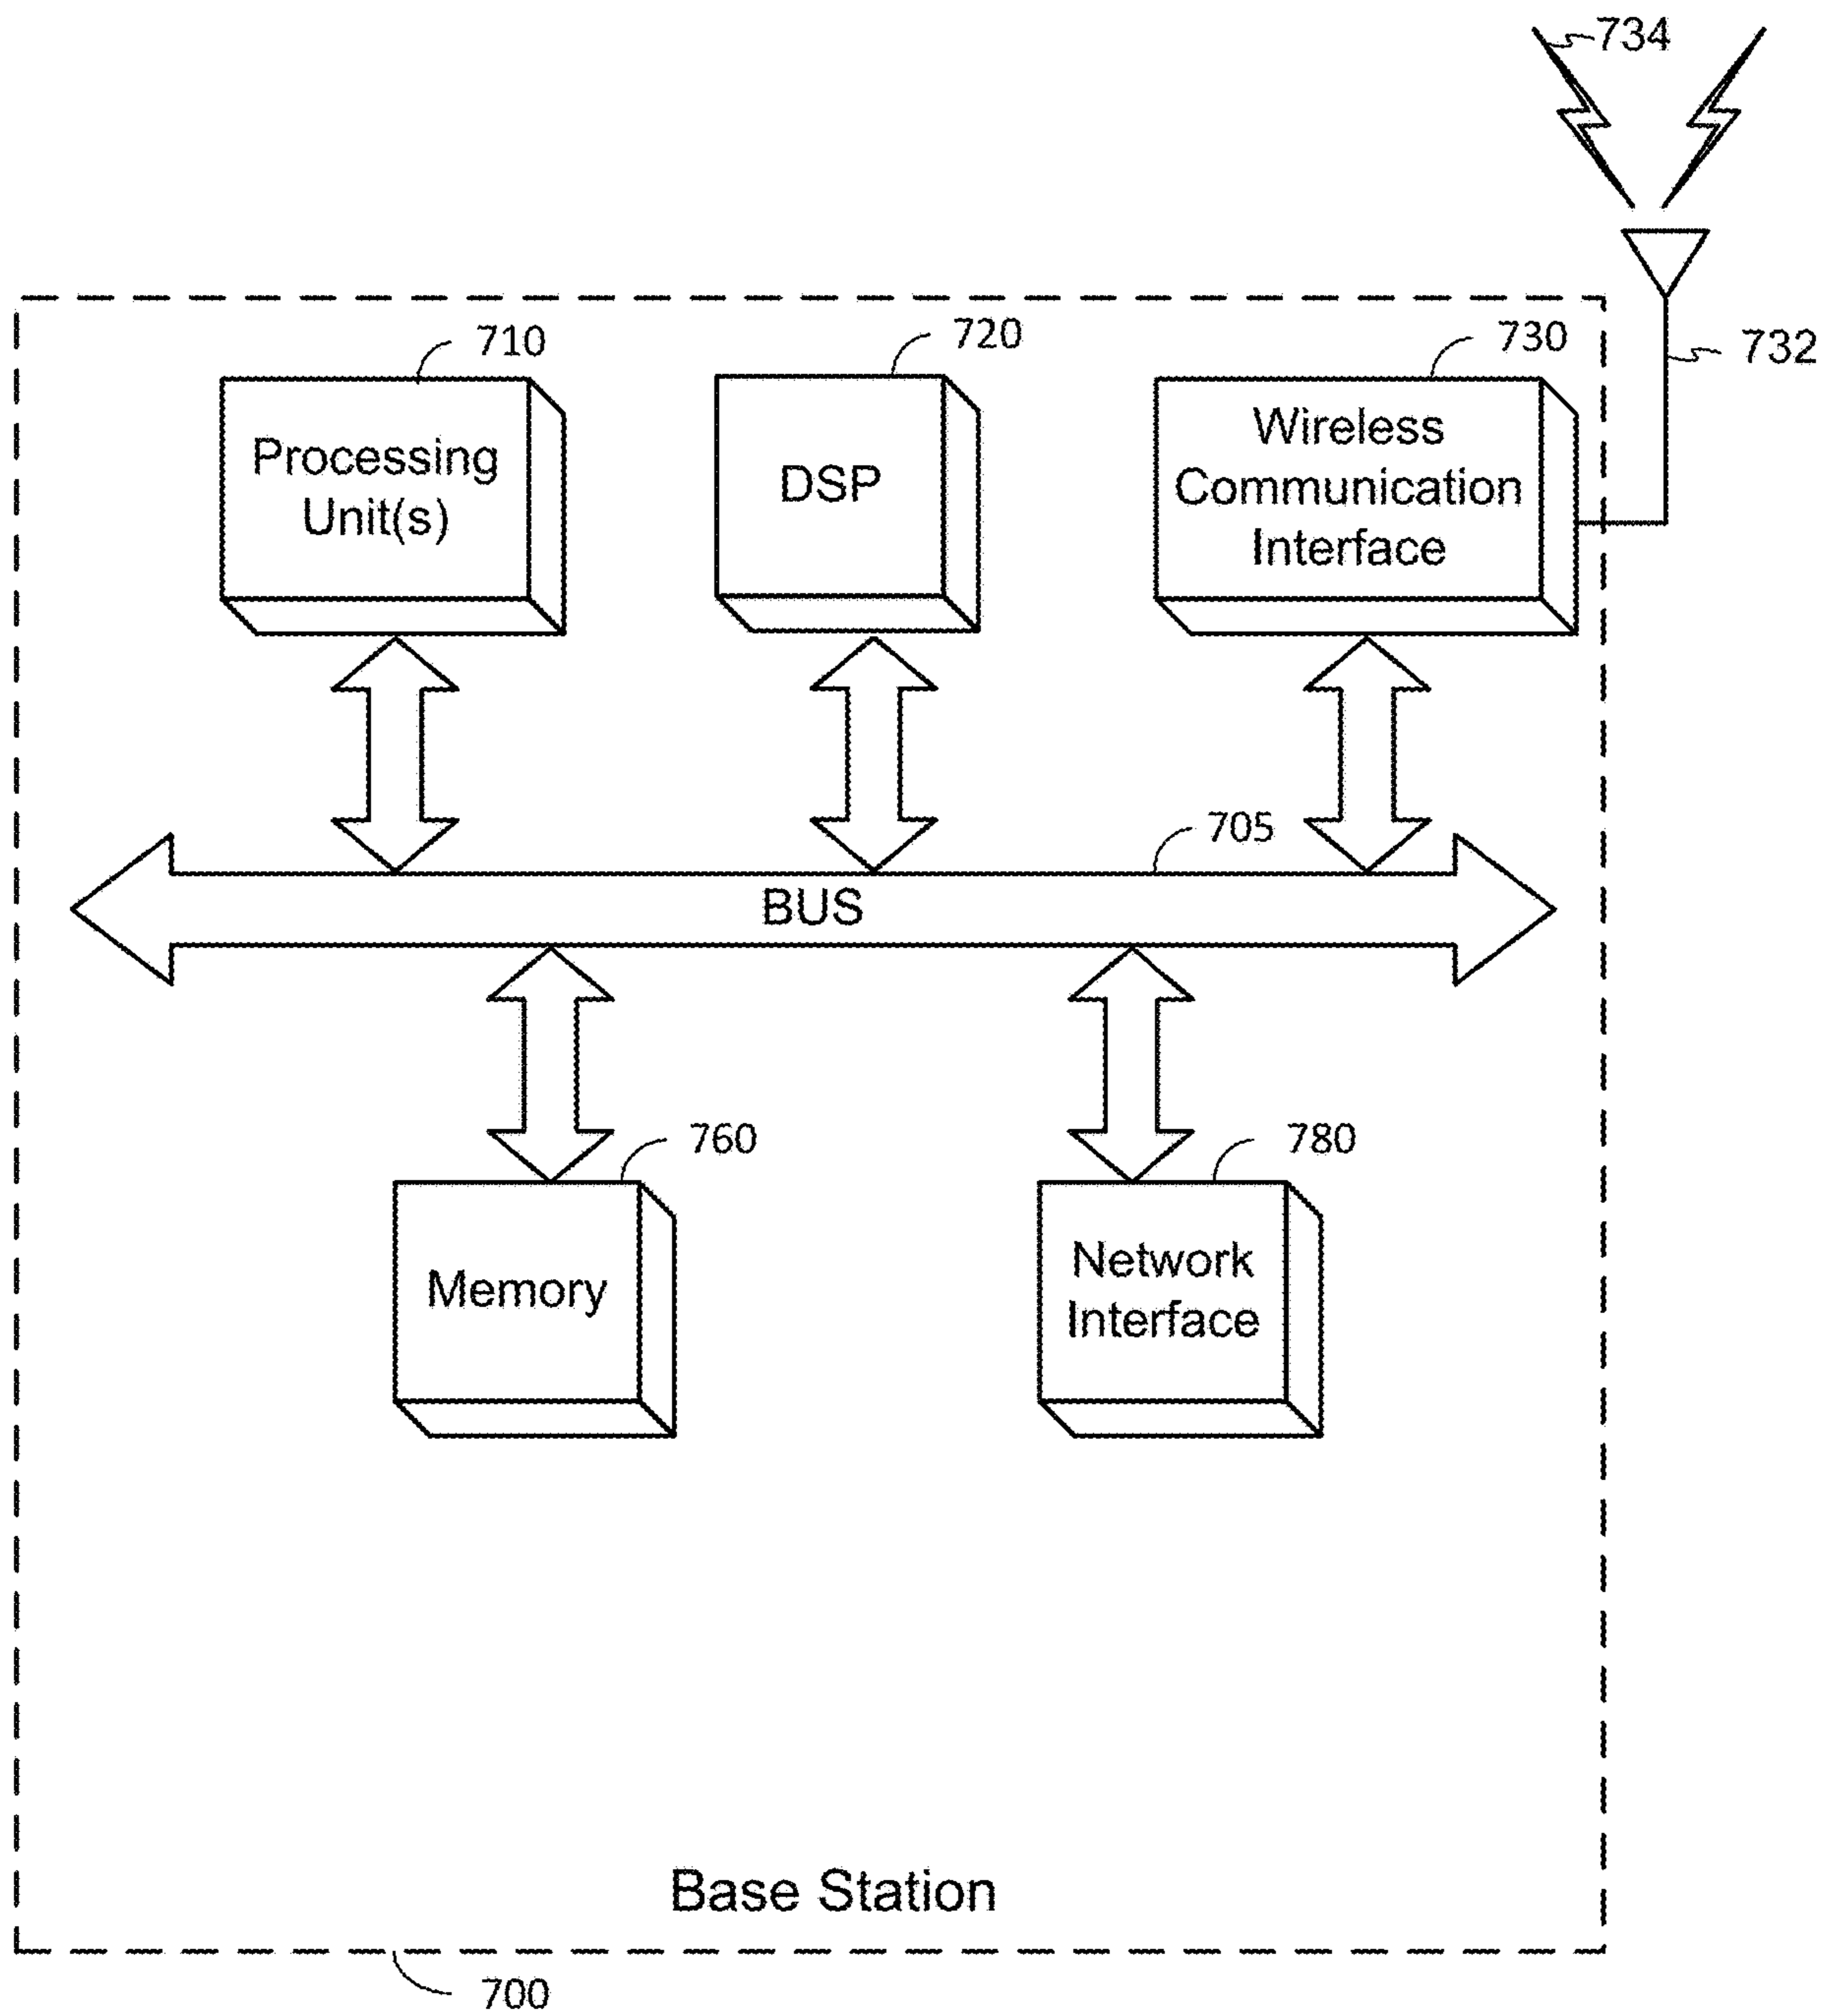 734
710
720
730
732
Processing
Unit(s)
DSP
Wireless
Communication
Interface
705
BUS
760
780
Memory
Network
Interface
Base Station
700